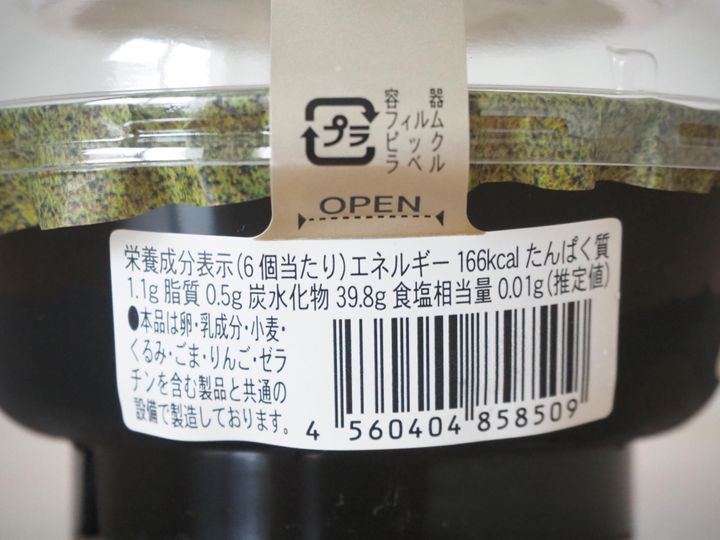 プラ
容器
フィルム
ピック
ラベル
OPEN
栄養成分表示(6個当たり)エネルギー 166kcal たんぱく質
1.1g 脂質 0.5g 炭水化物 39.8g 食塩相当量 0.01g(推定値)
●本品は卵・乳成分・小麦・
くるみ・ごま・りんご・ゼラ
チンを含む製品と共通の
設備で製造しております。
4 560404 858509